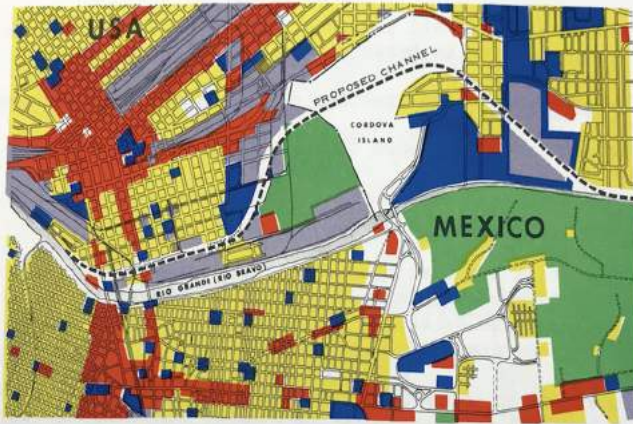 USA
PROPOSED CHANNEL
CORDOVA
ISLAND
MEXICO
RIO GRANDE (RIO BRAVO)